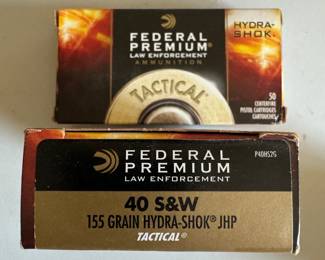 FEDERAL
PREMIUM®
LAW ENFORCEMENT
AMMUNITION
HYDRA-
SHOK®
TACTICAL®
50
CENTERFIRE
PISTOL CARTRIDGES
CARTOUCHES
FEDERAL
PREMIUM®
LAW ENFORCEMENT
P40HS2G
40 S&W
155 GRAIN HYDRA-SHOK® JHP
TACTICAL®